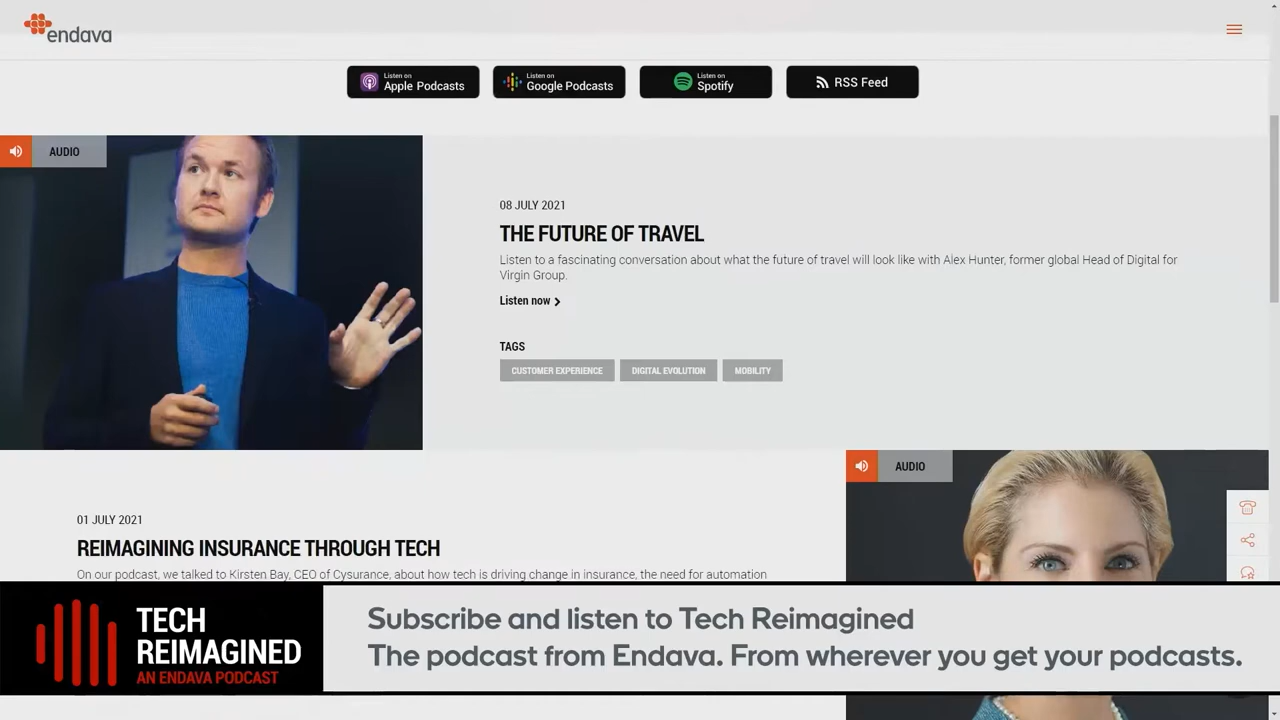 endava
Listen on
Apple Podcasts
Listen on
Google Podcasts
Listen on
Spotify
RSS Feed
AUDIO
08 JULY 2021
THE FUTURE OF TRAVEL
Listen to a fascinating conversation about what the future of travel will look like with Alex Hunter, former global Head of Digital for
Virgin Group.
Listen now
TAGS
CUSTOMER EXPERIENCE
DIGITAL EVOLUTION
MOBILITY
AUDIO
01 JULY 2021
REIMAGINING INSURANCE THROUGH TECH
On our podcast, we talked to Kirsten Bay, CEO of Cysurance, about how tech is driving change in insurance, the need for automation
TECH
REIMAGINED
AN ENDAVA PODCAST
Subscribe and listen to Tech Reimagined
The podcast from Endava. From wherever you get your podcasts.